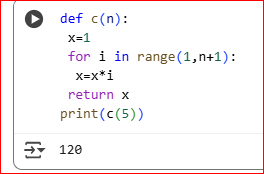 def c(n):
 x=1
 for i in range(1,n+1):
  x=x*i
 return x
print(c(5))
120